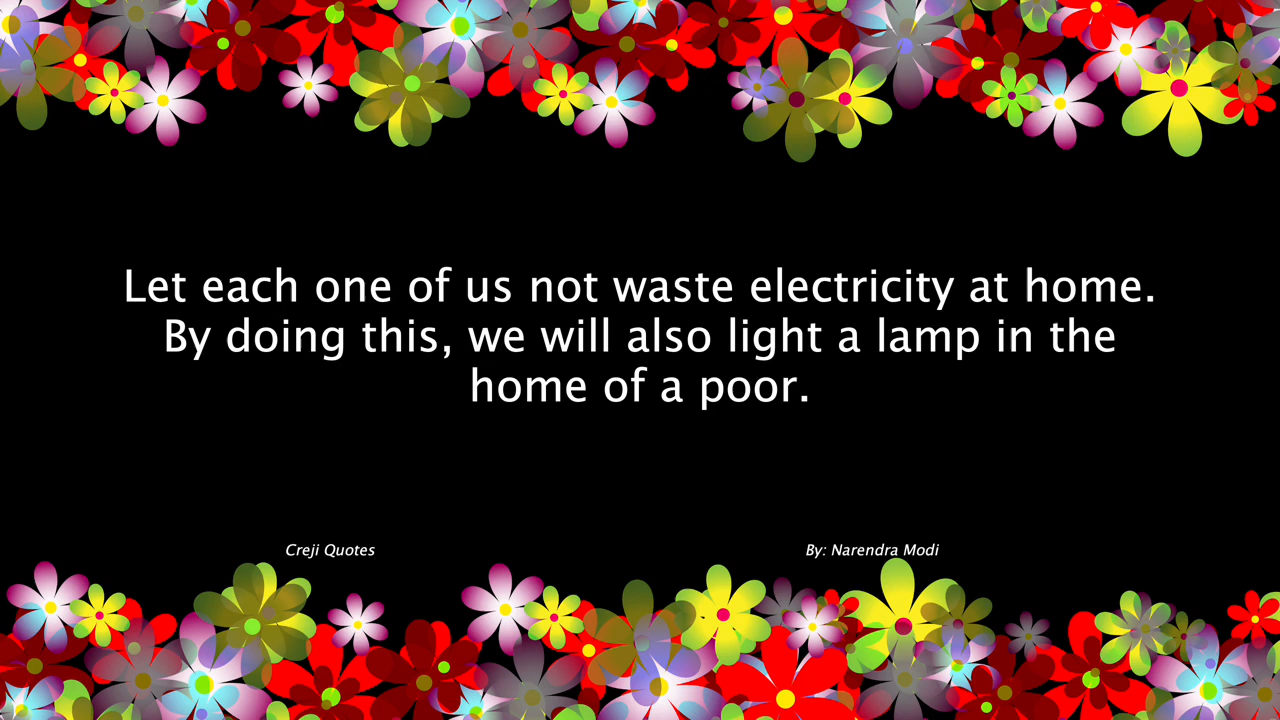 Let each one of us not waste electricity at home.
By doing this, we will also light a lamp in the
home of a poor.
Creji Quotes
By: Narendra Modi